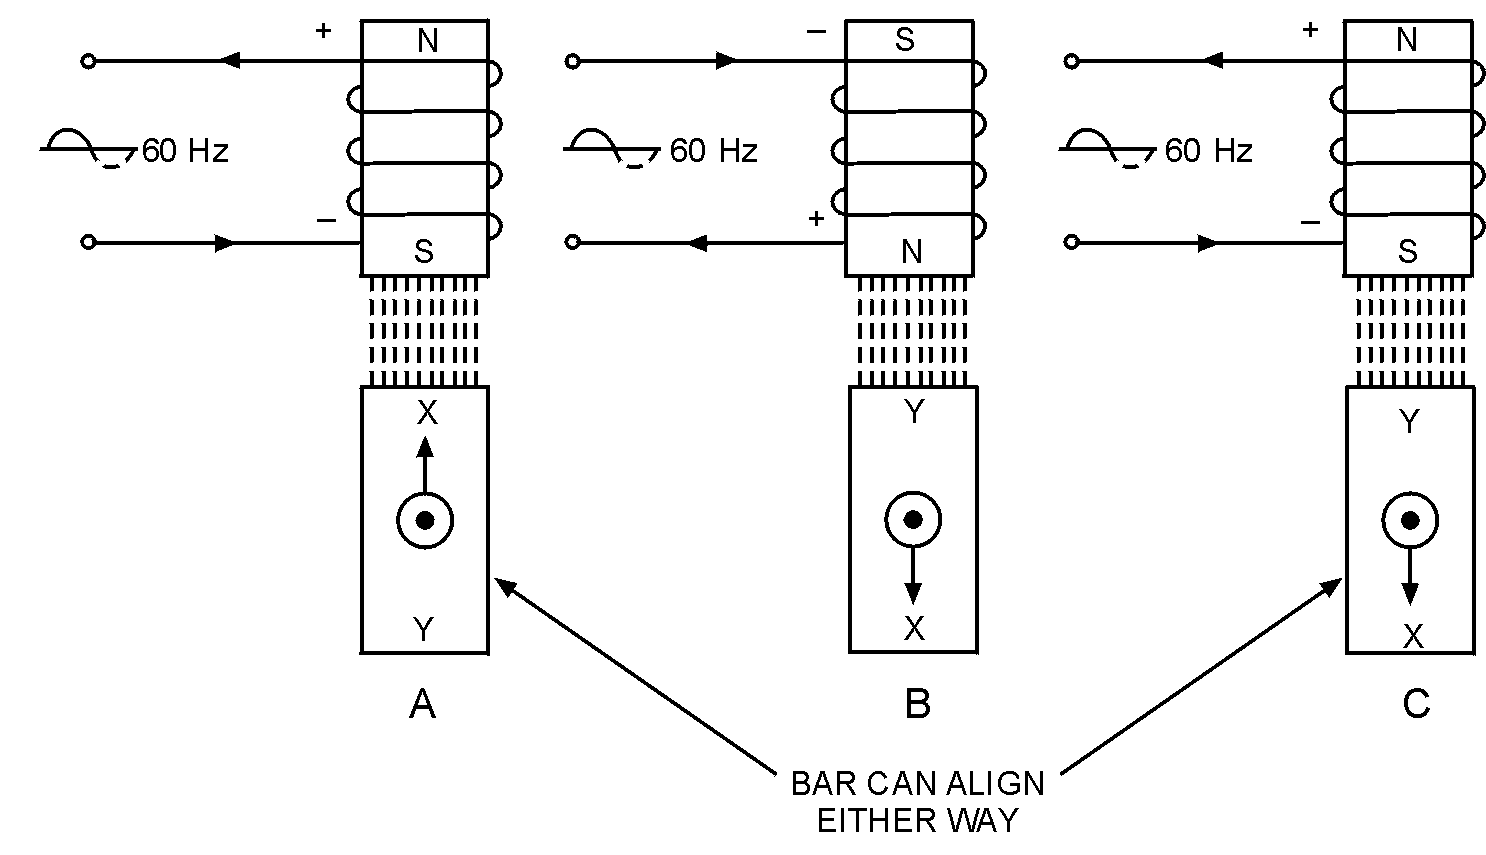 + N
– S
+ N
60 Hz
60 Hz
60 Hz
– S
+ N
– S
X
Y
Y
Y
X
X
A
B
C
BAR CAN ALIGN
EITHER WAY